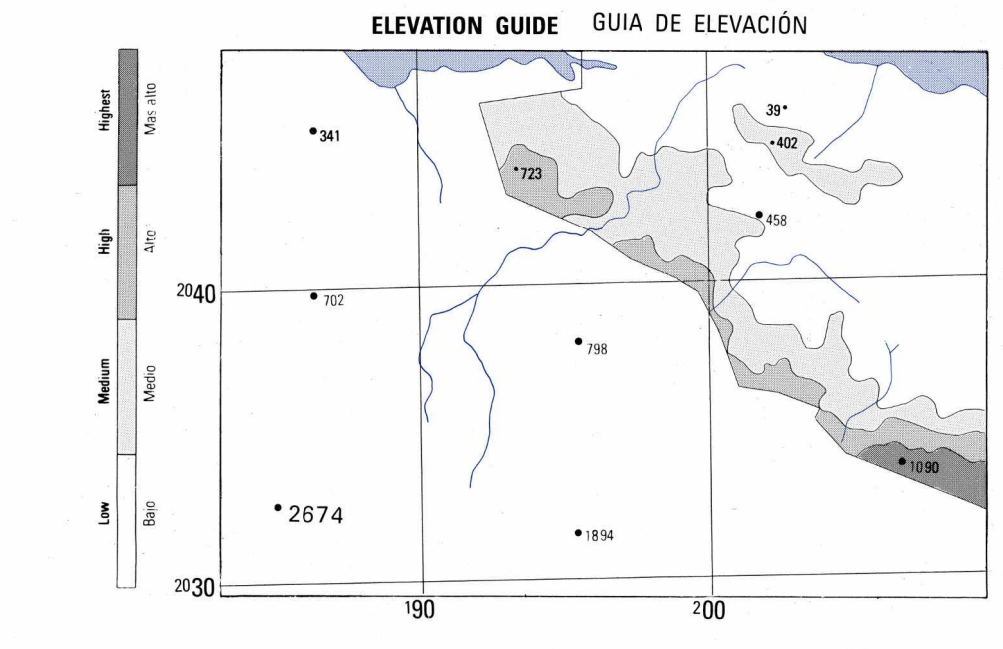 ELEVATION GUIDE GUIA DE ELEVACIÓN
Highest
Mas alto
High
Alto
Medium
Medio
Low
Bajo
341
39
402
723
458
2040
702
798
1090
2674
1894
2030
190
200